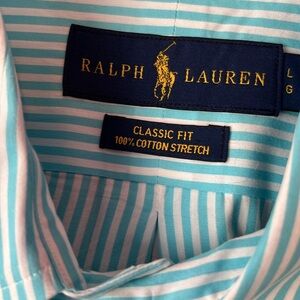 RALPH LAUREN
L
G
CLASSIC FIT
100% COTTON STRETCH